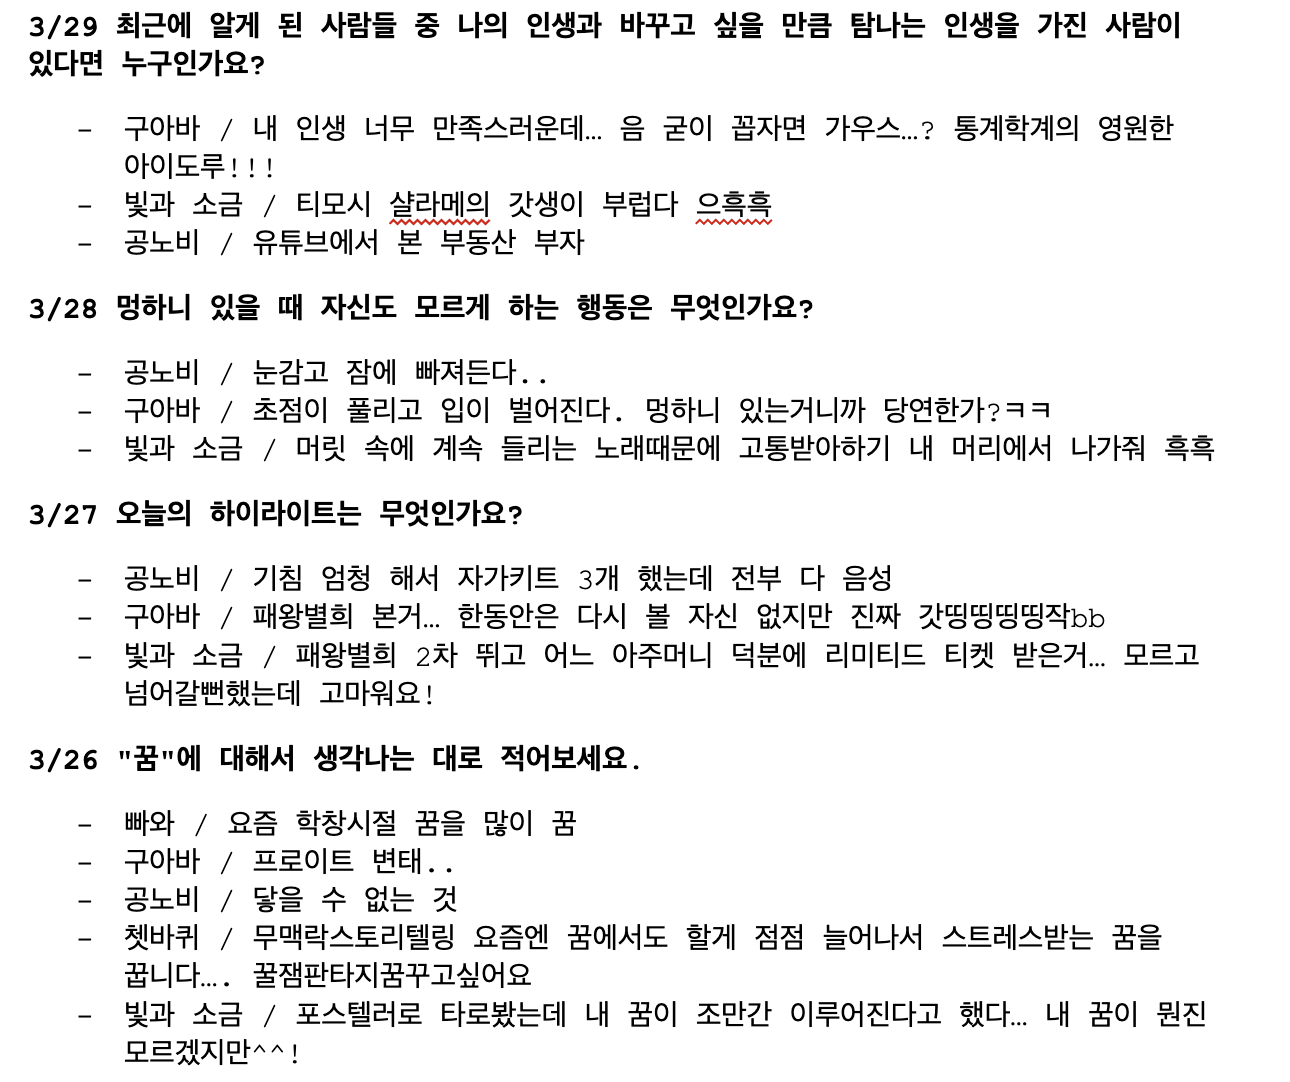 3/29 최근에 알게 된 사람들 중 나의 인생과 바꾸고 싶을 만큼 탐나는 인생을 가진 사람이
있다면 누구인가요?
- 구아바 / 내 인생 너무 만족스러운데… 음 굳이 꼽자면 가우스…? 통계학계의 영원한
아이도루!!!
- 빛과 소금 / 티모시 샬라메의 갓생이 부럽다 으흑흑
- 공노비 / 유튜브에서 본 부동산 부자
3/28 멍하니 있을 때 자신도 모르게 하는 행동은 무엇인가요?
- 공노비 / 눈감고 잠에 빠져든다..
- 구아바 / 초점이 풀리고 입이 벌어진다. 멍하니 있는거니까 당연한가?ㅋㅋ
- 빛과 소금 / 머릿 속에 계속 들리는 노래때문에 고통받아하기 내 머리에서 나가줘 흑흑
3/27 오늘의 하이라이트는 무엇인가요?
- 공노비 / 기침 엄청 해서 자가키트 3개 했는데 전부 다 음성
- 구아바 / 패왕별희 본거… 한동안은 다시 볼 자신 없지만 진짜 갓띵띵띵띵작bb
- 빛과 소금 / 패왕별희 2차 뛰고 어느 아주머니 덕분에 리미티드 티켓 받은거… 모르고
넘어갈뻔했는데 고마워요!
3/26 "꿈"에 대해서 생각나는 대로 적어보세요.
- 빠와 / 요즘 학창시절 꿈을 많이 꿈
- 구아바 / 프로이트 변태..
- 공노비 / 닿을 수 없는 것
- 쳇바퀴 / 무맥락스토리텔링 요즘엔 꿈에서도 할게 점점 늘어나서 스트레스받는 꿈을
꿉니다…. 꿀잼판타지꿈꾸고싶어요
- 빛과 소금 / 포스텔러로 타로봤는데 내 꿈이 조만간 이루어진다고 했다… 내 꿈이 뭔진
모르겠지만^^!